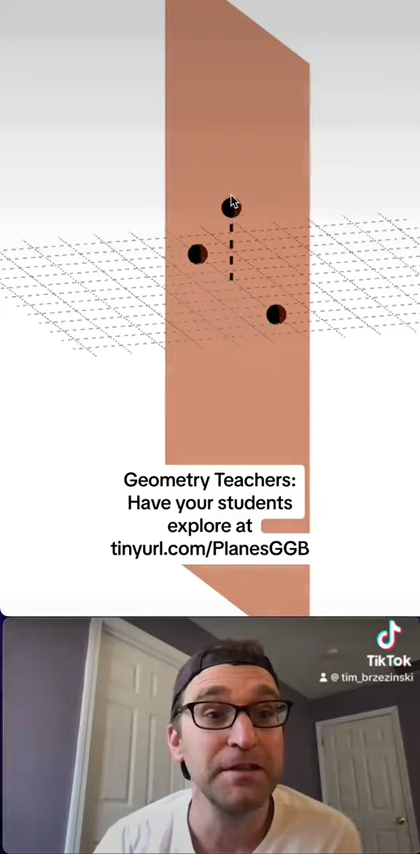 Geometry Teachers:
Have your students
explore at
tinyurl.com/PlanesGGB
TikTok
@ tim_brzezinski